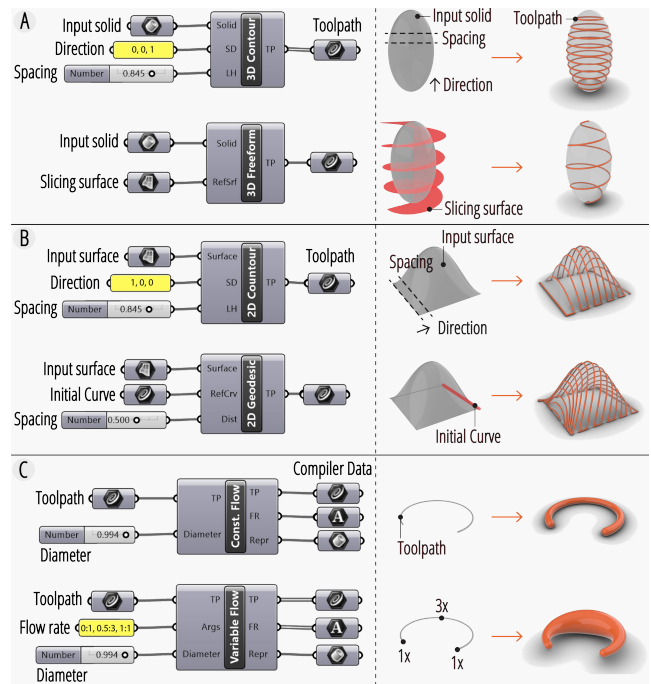 A
Input solid
Solid
Toolpath
Direction
0, 0, 1
SD
3D Contour
TP
Spacing
Number
0.845
LH
Input solid
Spacing
Direction
Toolpath
Input solid
Solid
3D Freeform
TP
Slicing surface
RefSrf
Slicing surface
B
Input surface
Surface
Toolpath
Direction
1, 0, 0
SD
2D Countour
TP
Spacing
Number
0.845
LH
Input surface
Spacing
Direction
Input surface
Surface
Initial Curve
RefCrv
2D Geodesic
TP
Spacing
Number
0.500
Dist
Initial Curve
C
Compiler Data
Toolpath
TP
Const. Flow
TP
FR
A
Number
0.994
Diameter
Repr
Diameter
Toolpath
Toolpath
TP
Variable Flow
TP
Flow rate
0:1, 0.5:3, 1:1
Args
FR
A
Number
0.994
Diameter
Repr
Diameter
3x
1x
1x